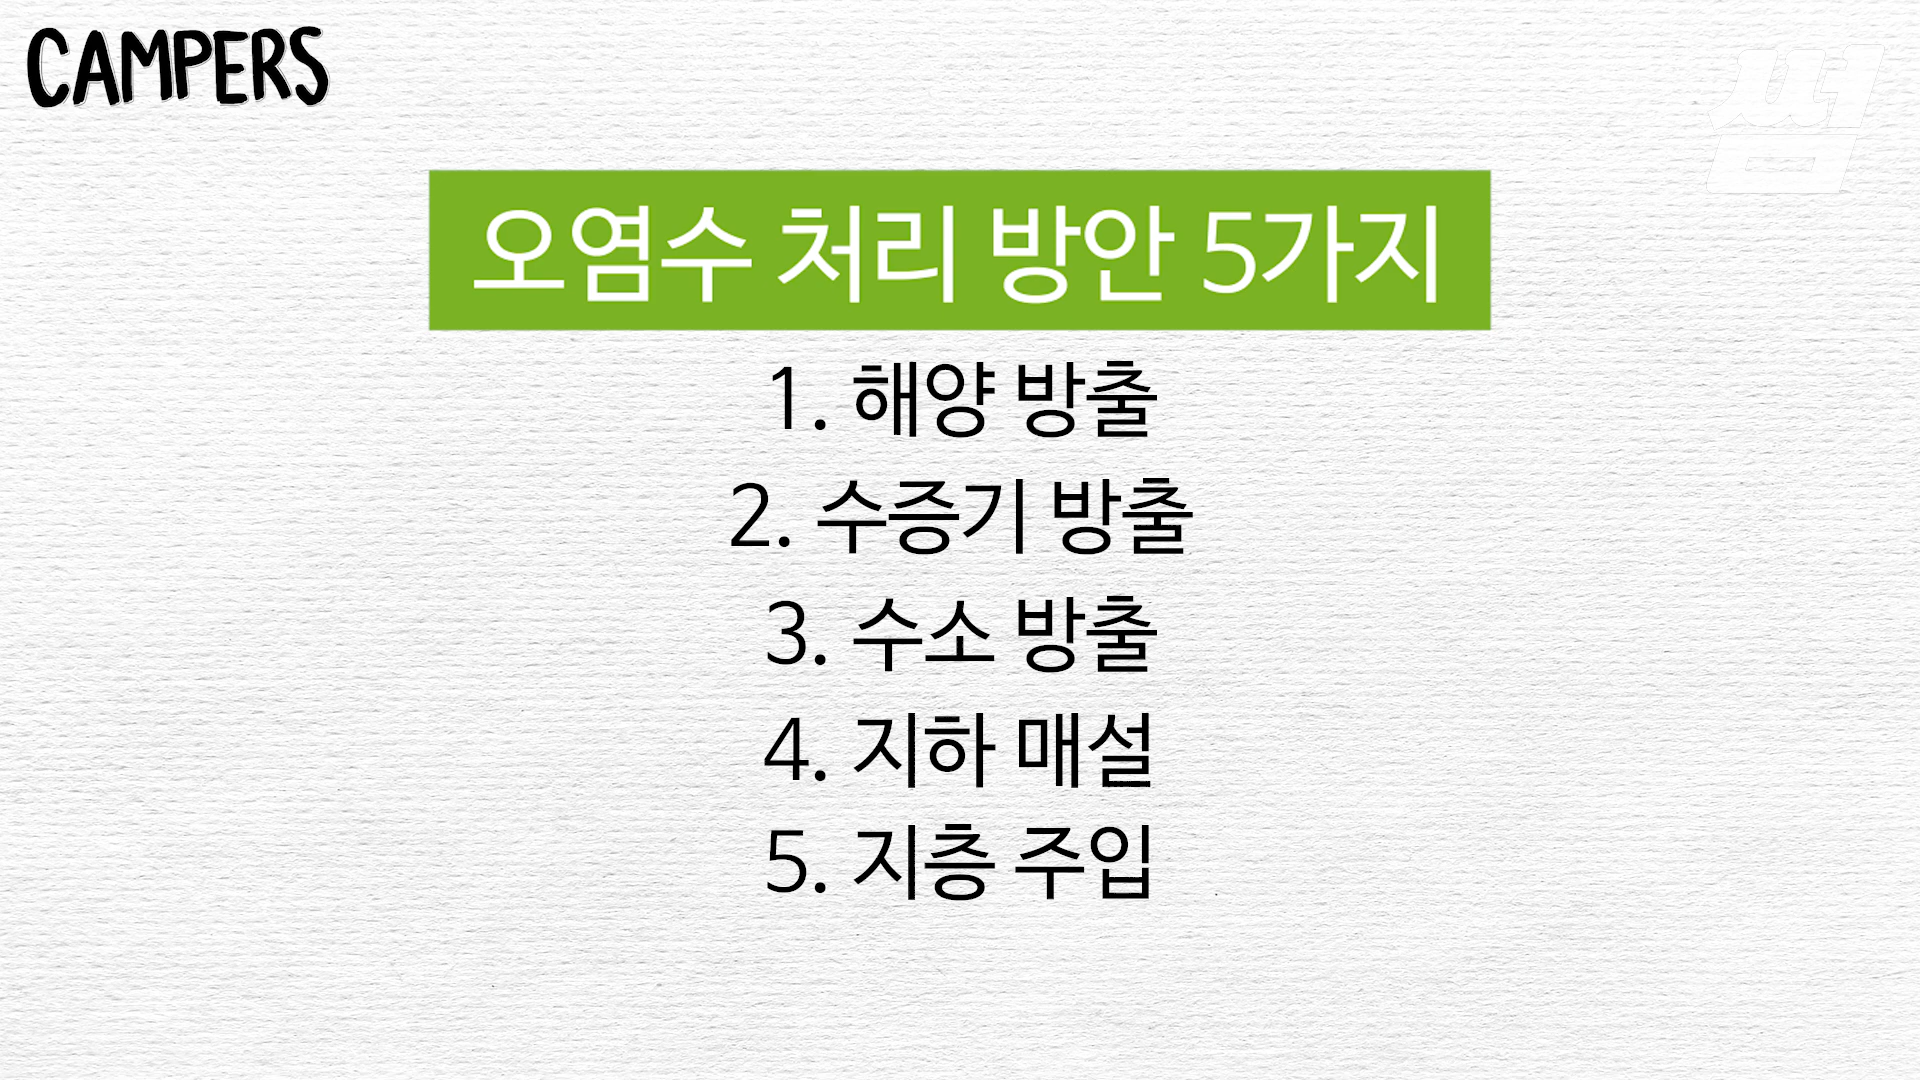 CAMPERS
썸
오염수 처리 방안 5가지
1. 해양 방출
2. 수증기 방출
3. 수소 방출
4. 지하 매설
5. 지층 주입